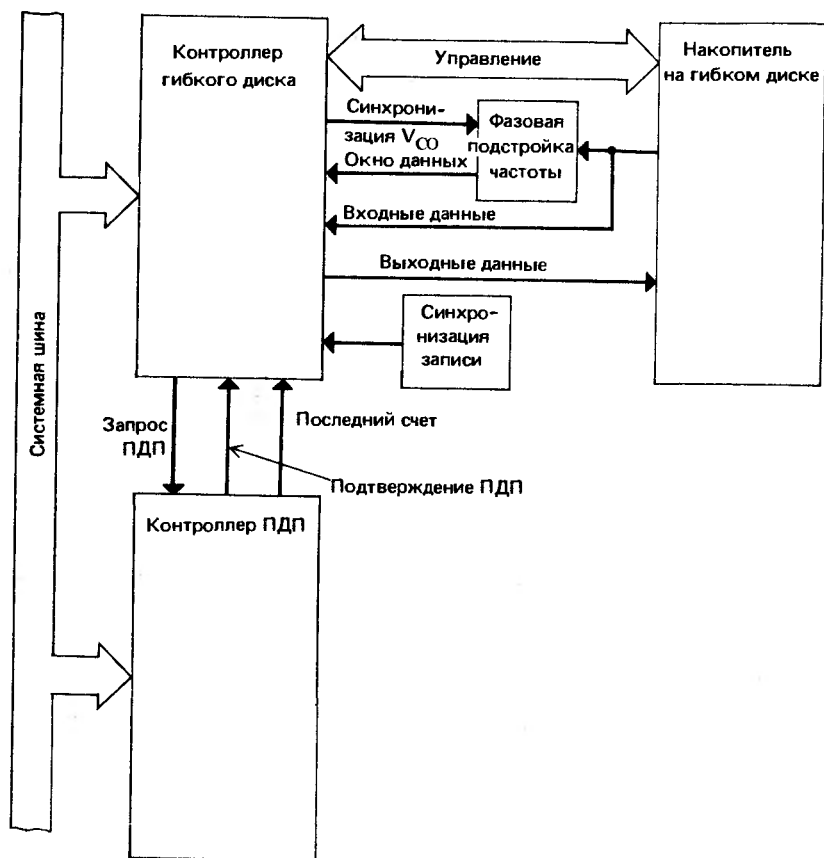 Контроллер
гибкого диска
Управление
Накопитель
на гибком диске
Синхрони-
зация V_CO
Окно данных
Фазовая
подстройка
частоты
Входные данные
Выходные данные
Синхро-
низация
записи
Системная шина
Запрос
ПДП
Последний счет
Подтверждение ПДП
Контроллер ПДП